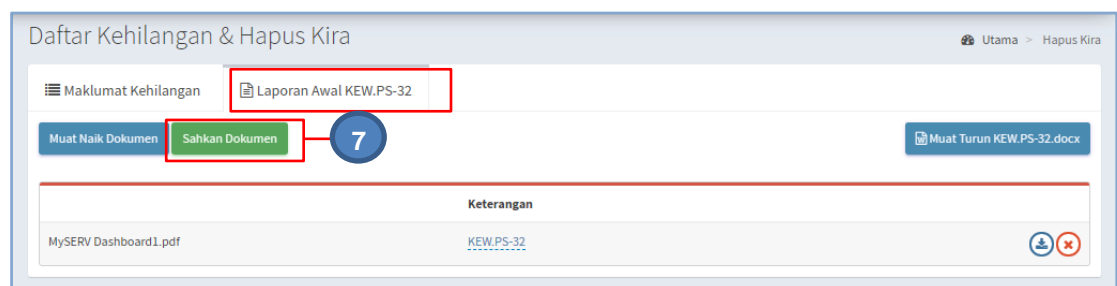 Daftar Kehilangan & Hapus Kira
Utama > Hapus Kira
Maklumat Kehilangan
Laporan Awal KEW.PS-32
Muat Naik Dokumen
Sahkan Dokumen
7
Muat Turun KEW.PS-32.docx
Keterangan
MySERV Dashboard1.pdf
KEW.PS-32